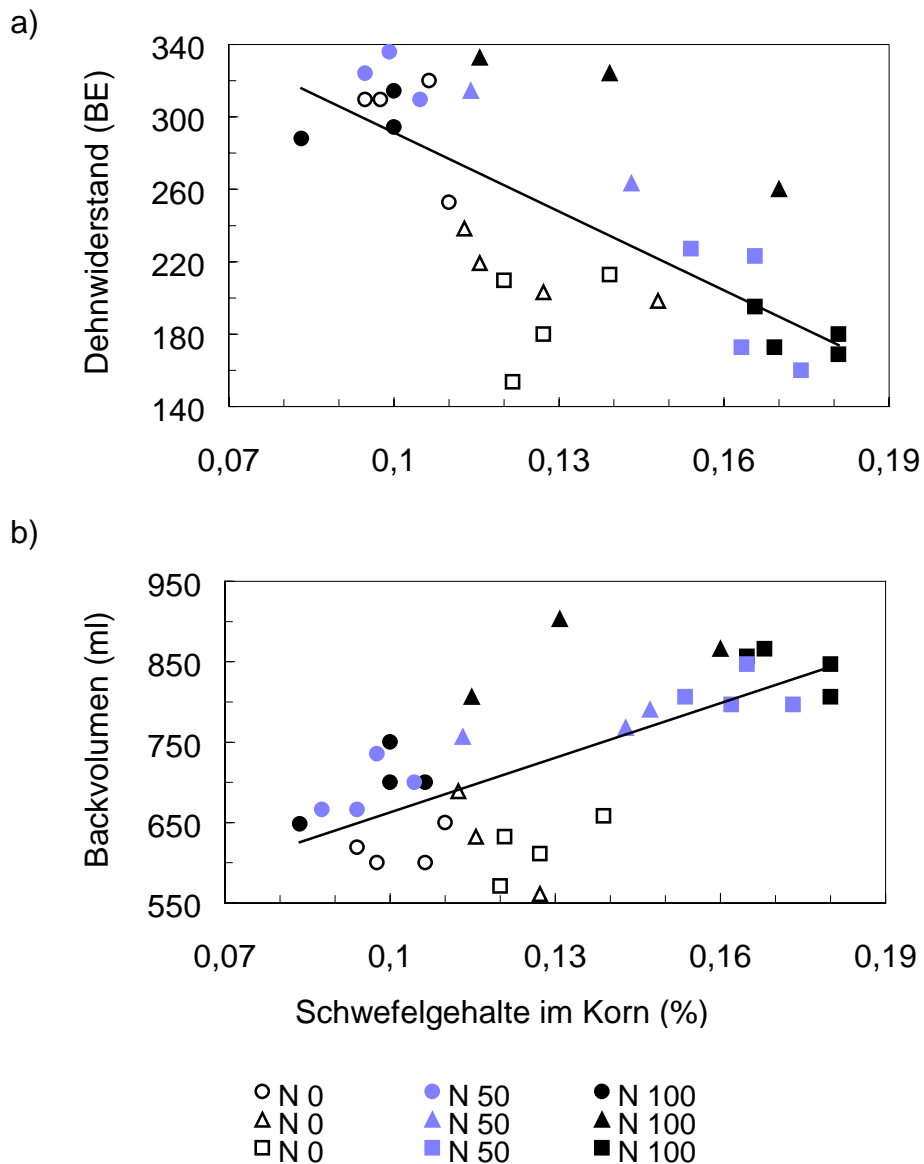 a)
Dehnwiderstand (BE)
340
300
260
220
180
140
0,07 0,1 0,13 0,16 0,19
b)
Backvolumen (ml)
950
850
750
650
550
0,07 0,1 0,13 0,16 0,19
Schwefelgehalte im Korn (%)
N 0 N 50 N 100
N 0 N 50 N 100
N 0 N 50 N 100